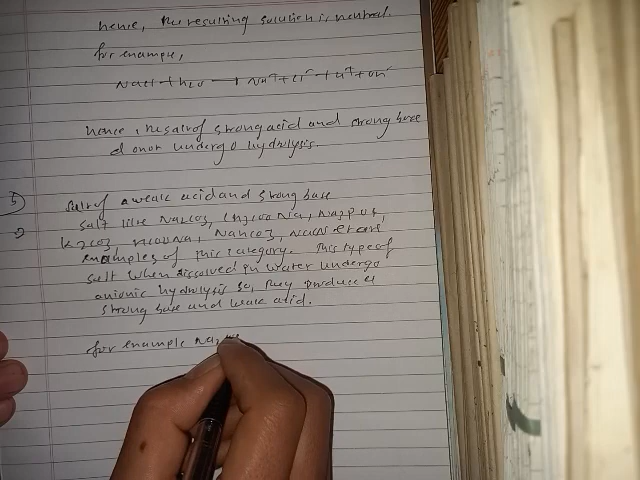 hence, the resulting solution is neutral.
for example,
NaCl + H2O → Na+ + Cl- + H+ + OH-
hence, the salt of strong acid and strong base
do not undergo hydrolysis.
5) Salt of a weak acid and strong base
Salt like Na2CO3, CH3COONa, Na3PO4,
K2CO3, HCOONa, NaHCO3, NaCN etc are
examples of this category. This type of
salt when dissolved in water undergo
anionic hydrolysis so, they produce a
strong base and weak acid.
for example Na2